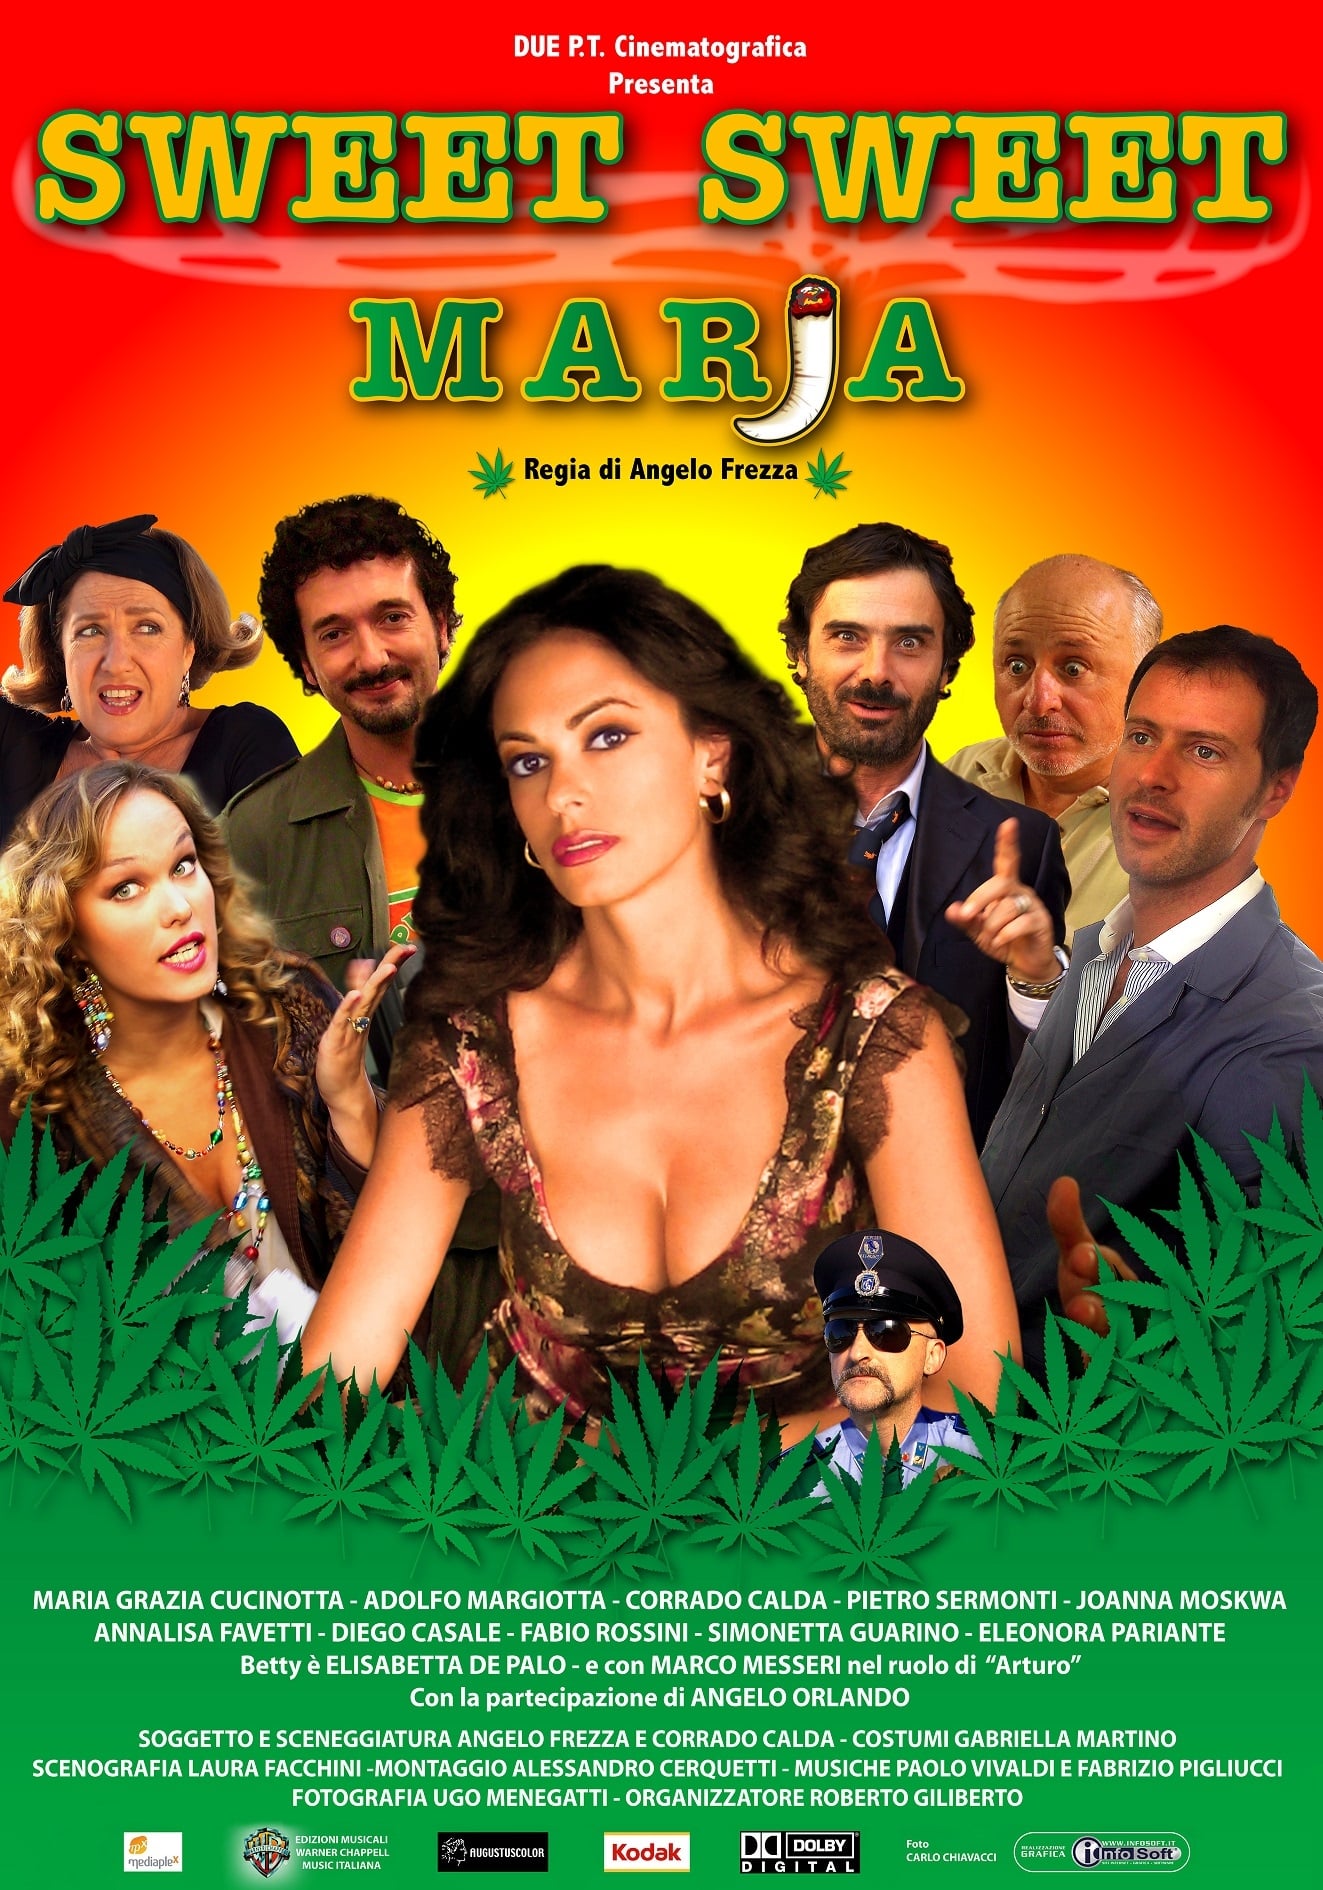 DUE P.T. Cinematografica
Presenta
SWEET SWEET
MARJA
Regia di Angelo Frezza
MARIA GRAZIA CUCINOTTA - ADOLFO MARGIOTTA - CORRADO CALDA - PIETRO SERMONTI - JOANNA MOSKWA
ANNALISA FAVETTI - DIEGO CASALE - FABIO ROSSINI - SIMONETTA GUARINO - ELEONORA PARIANTE
Betty è ELISABETTA DE PALO - e con MARCO MESSERI nel ruolo di “Arturo”
Con la partecipazione di ANGELO ORLANDO
SOGGETTO E SCENEGGIATURA ANGELO FREZZA E CORRADO CALDA - COSTUMI GABRIELLA MARTINO
SCENOGRAFIA LAURA FACCHINI -MONTAGGIO ALESSANDRO CERQUETTI - MUSICHE PAOLO VIVALDI E FABRIZIO PIGLIUCCI
FOTOGRAFIA UGO MENEGATTI - ORGANIZZATORE ROBERTO GILIBERTO
mediaplex
EDIZIONI MUSICALI
WARNER CHAPPELL
MUSIC ITALIANA
AUGUSTUSCOLOR
Kodak
DOLBY
DIGITAL
Foto
CARLO CHIAVACCI
REALIZZAZIONE
GRAFICA
WWW.INFOSOFT.IT
Info Soft